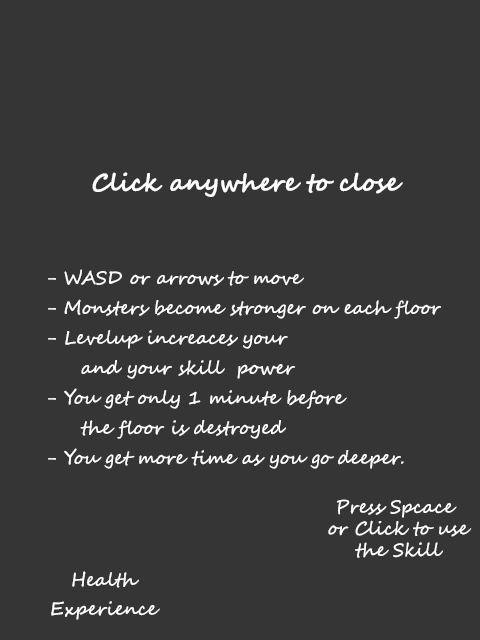 Click anywhere to close
- WASD or arrows to move
- Monsters become stronger on each floor
- Levelup increaces your
and your skill power
- You get only 1 minute before
the floor is destroyed
- You get more time as you go deeper.
Press Spcace
or Click to use
the Skill
Health
Experience